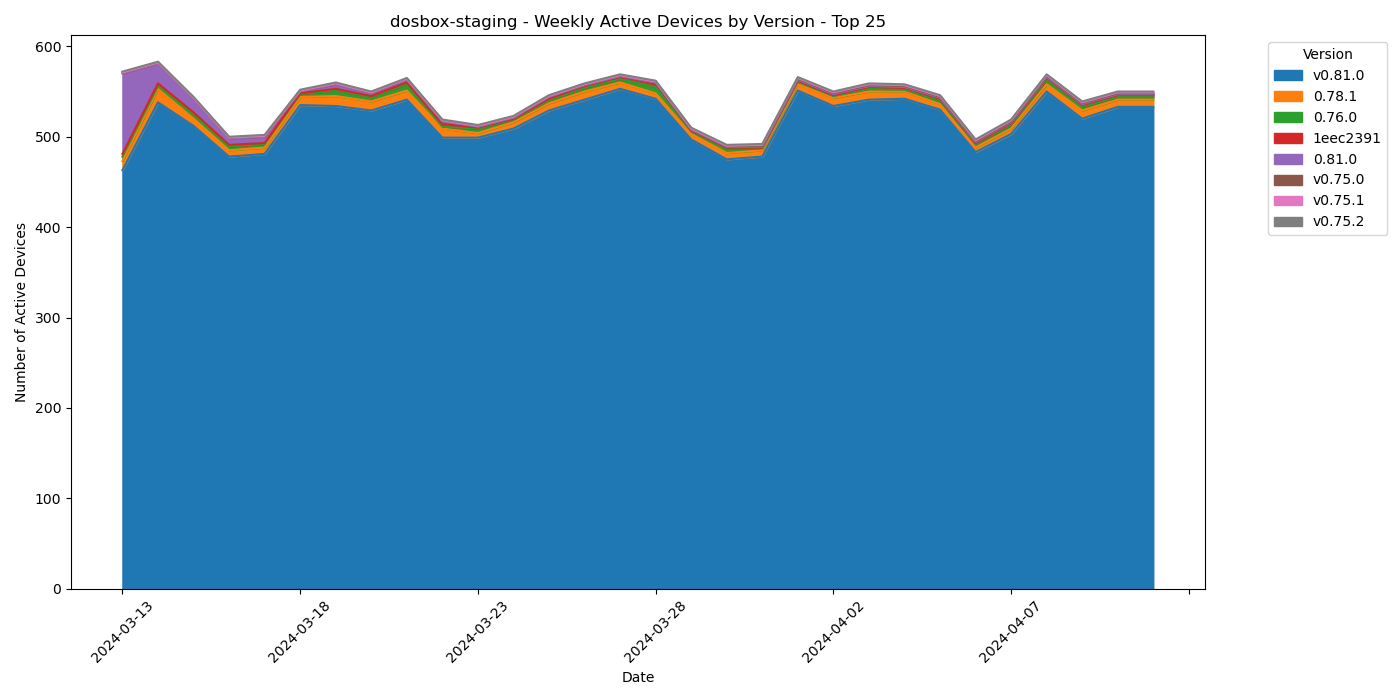 dosbox-staging - Weekly Active Devices by Version - Top 25
Number of Active Devices
600
500
400
300
200
100
0
2024-03-13
2024-03-18
2024-03-23
2024-03-28
2024-04-02
2024-04-07
Date
Version
v0.81.0
0.78.1
0.76.0
1eec2391
0.81.0
v0.75.0
v0.75.1
v0.75.2